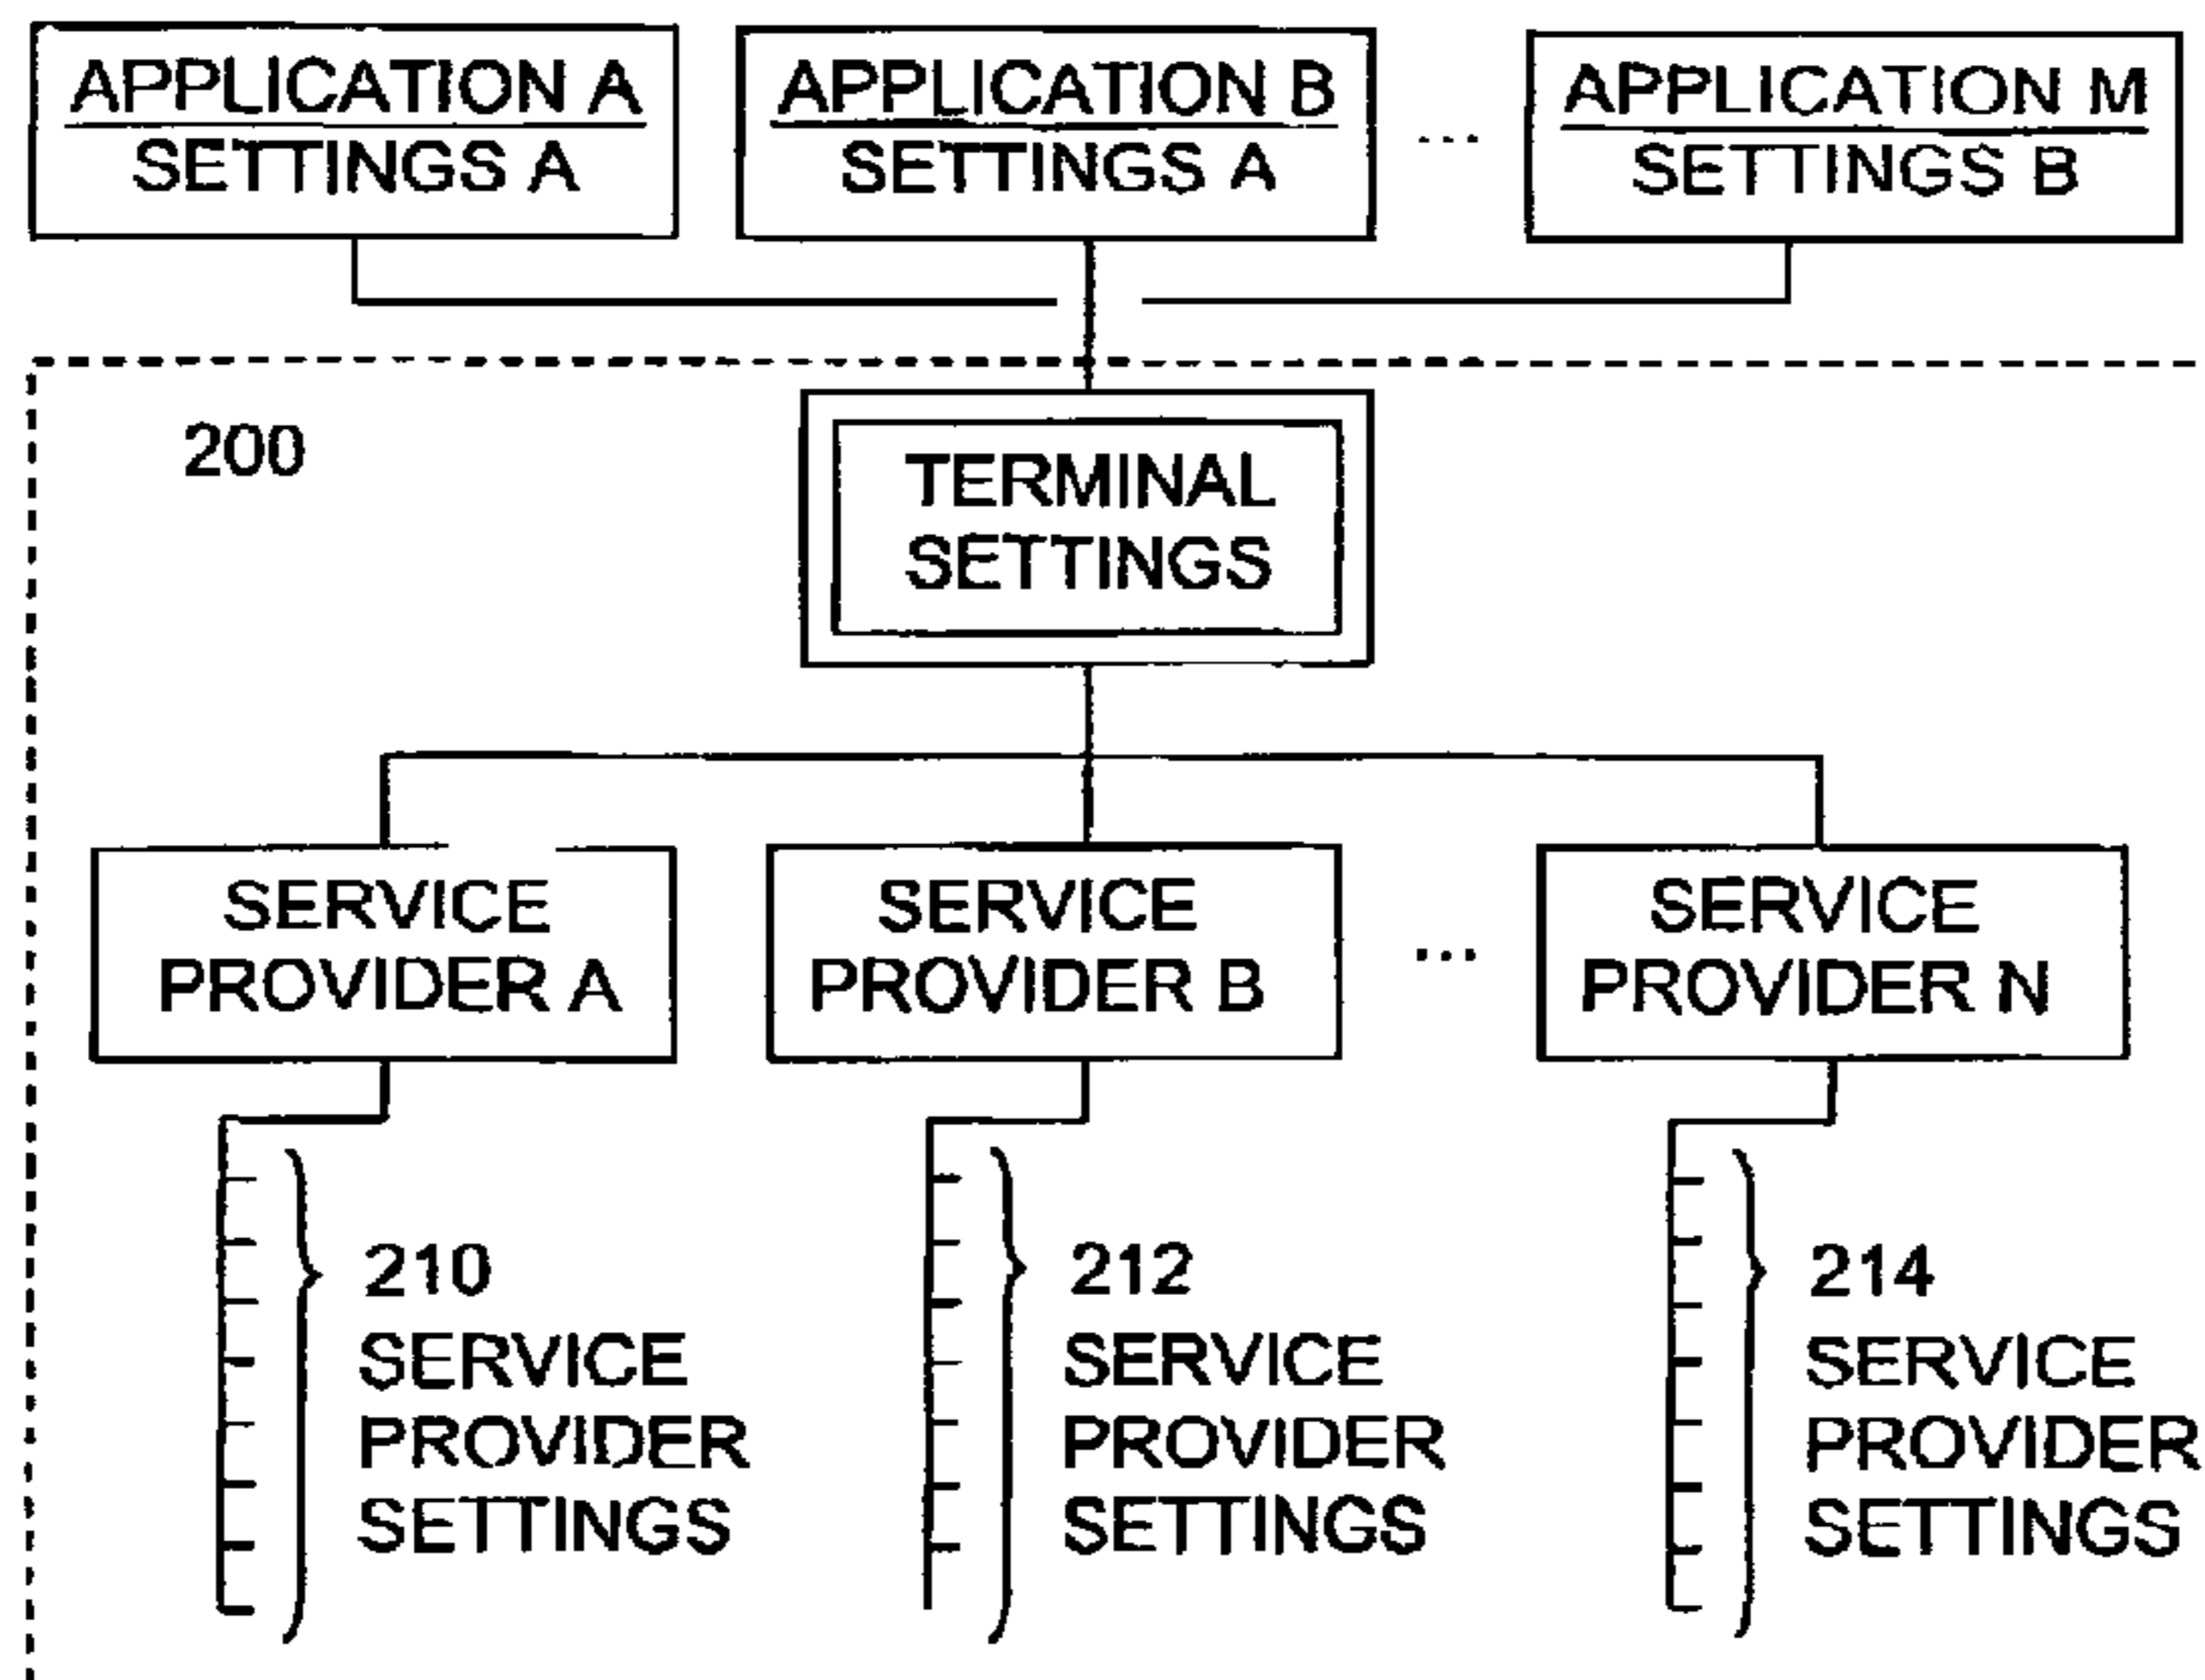 APPLICATION A
SETTINGS A
APPLICATION B
SETTINGS A
...
APPLICATION M
SETTINGS B
200
TERMINAL
SETTINGS
SERVICE
PROVIDER A
SERVICE
PROVIDER B
...
SERVICE
PROVIDER N
210
SERVICE
PROVIDER
SETTINGS
212
SERVICE
PROVIDER
SETTINGS
214
SERVICE
PROVIDER
SETTINGS